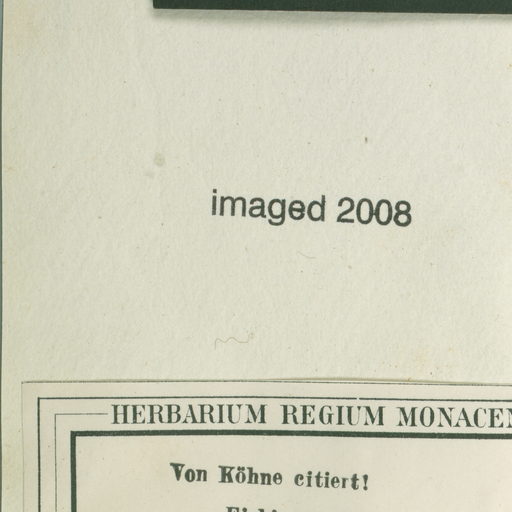 imaged 2008
HERBARIUM REGIUM MONACEN
Von Köhne citiert!